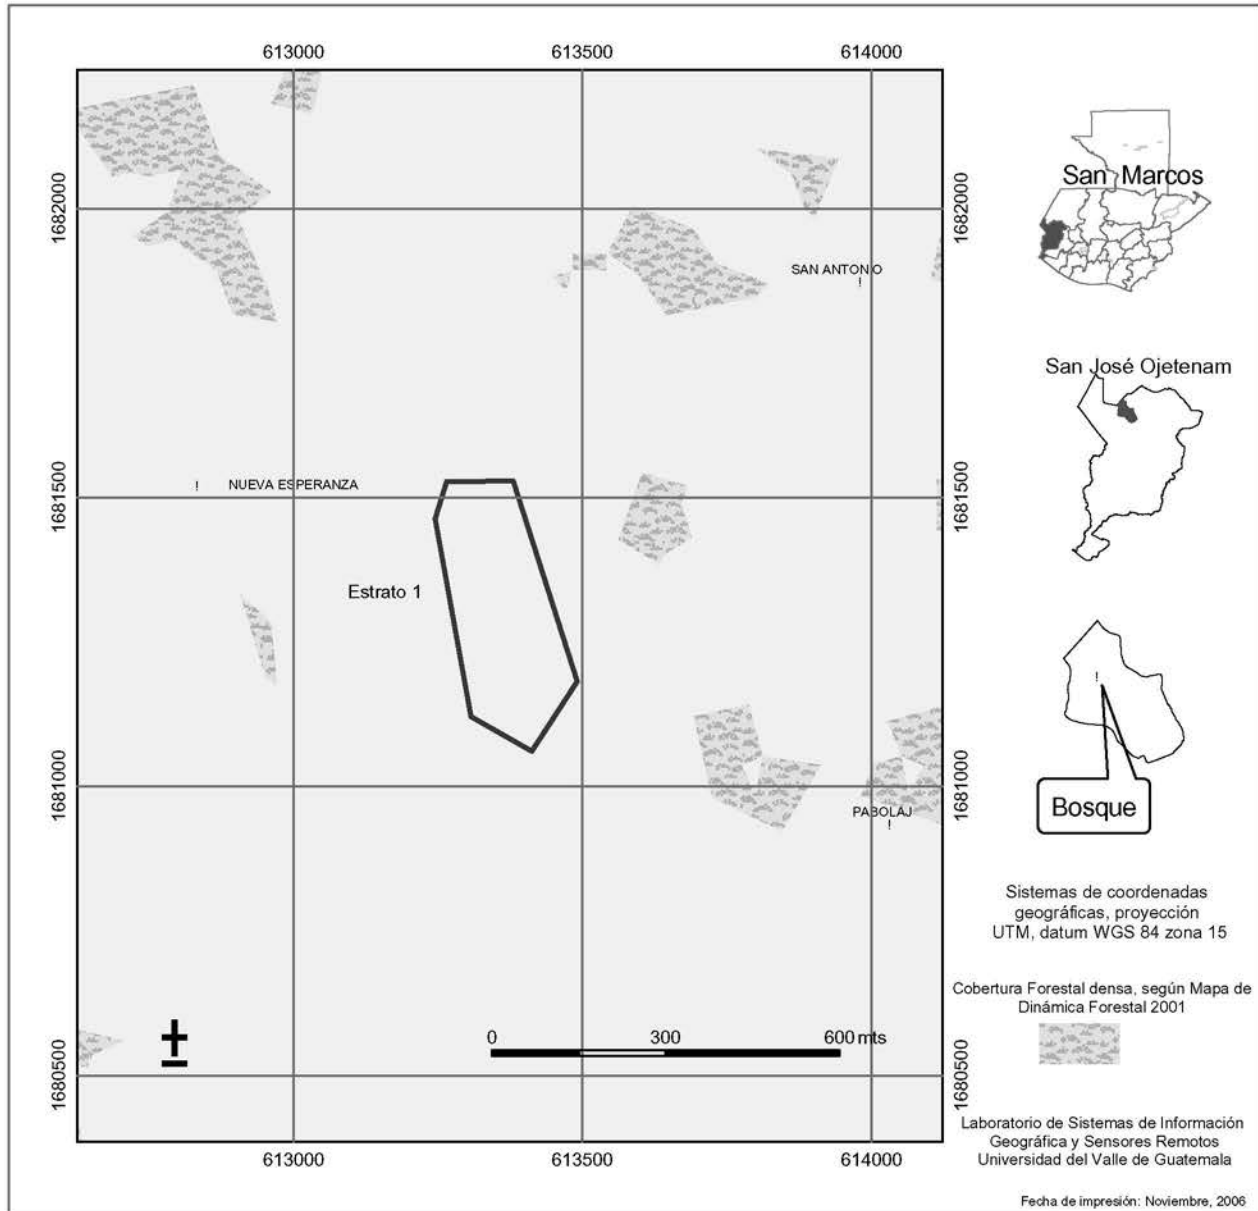 613000 613500 614000
1682000 1682000
San Marcos
SAN ANTONIO
!
San José Ojetenam
1681500 1681500
! NUEVA ESPERANZA
Estrato 1
!
1681000 1681000
Bosque
PABOLAJ
!
Sistemas de coordenadas
geográficas, proyección
UTM, datum WGS 84 zona 15
Cobertura Forestal densa, según Mapa de
Dinámica Forestal 2001
±
0 300 600 mts
1680500 1680500
Laboratorio de Sistemas de Información
Geográfica y Sensores Remotos
Universidad del Valle de Guatemala
613000 613500 614000
Fecha de impresión: Noviembre, 2006